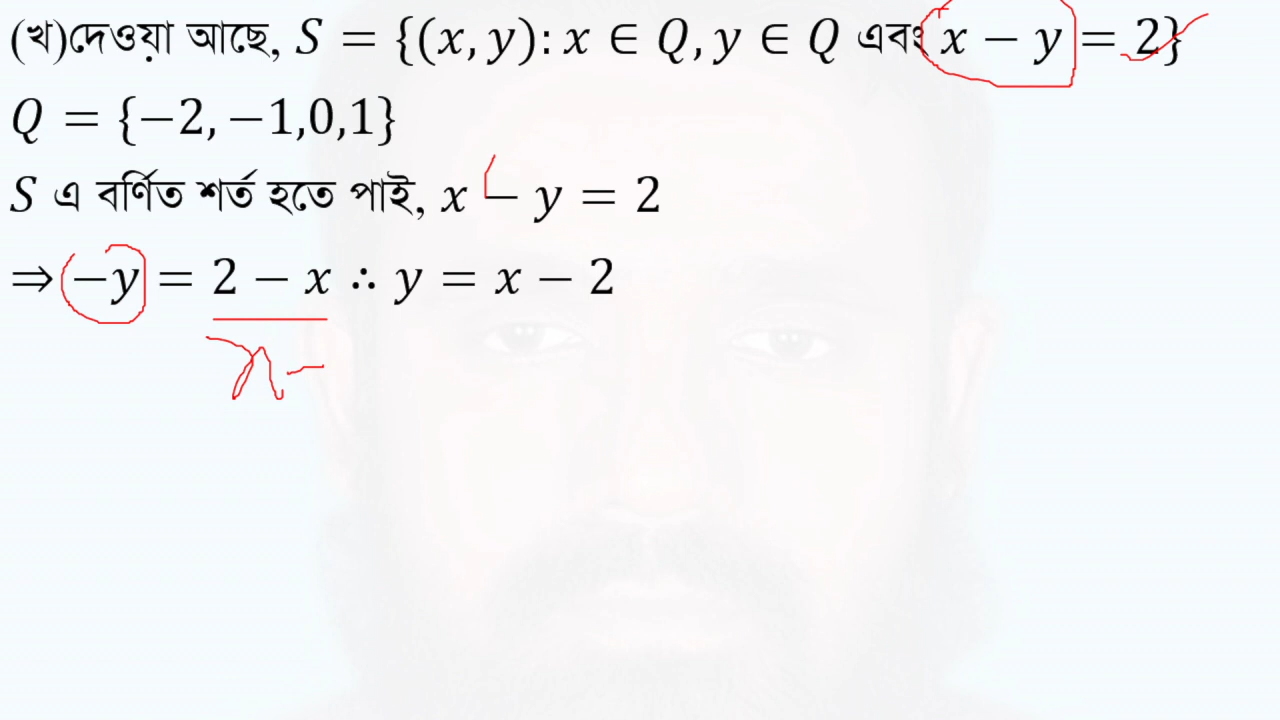 (খ)দেওয়া আছে, S = {(x, y): x ∈ Q, y ∈ Q এবং x − y = 2}
Q = {−2, −1,0,1}
S এ বর্ণিত শর্ত হতে পাই, x − y = 2
⇒ −y = 2 − x ∴ y = x − 2
x −